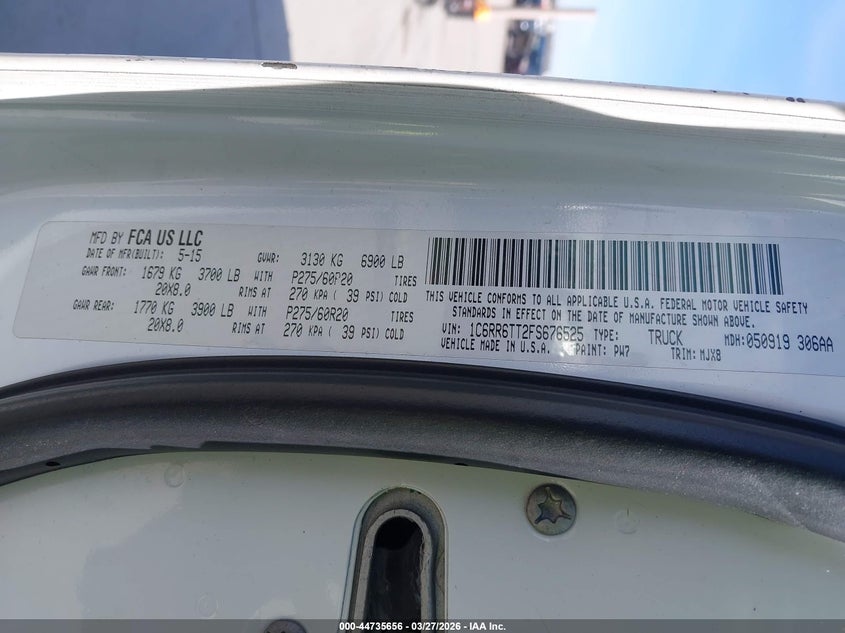 MFD BY FCA US LLC
DATE OF MFR(BUILT): 5-15 GVWR: 3130 KG 6900 LB
GAWR FRONT: 1679 KG 3700 LB WITH P275/60R20 TIRES
20X8.0 RIMS AT 270 KPA ( 39 PSI) COLD
GAWR REAR: 1770 KG 3900 LB WITH P275/60R20 TIRES
20X8.0 RIMS AT 270 KPA ( 39 PSI) COLD
THIS VEHICLE CONFORMS TO ALL APPLICABLE U.S.A. FEDERAL MOTOR VEHICLE SAFETY
STANDARDS IN EFFECT ON THE DATE OF MANUFACTURE SHOWN ABOVE.
VIN: 1C6RR6TT2FS676525 TYPE: TRUCK MDH:050919 306AA
VEHICLE MADE IN U.S.A. PAINT: PW7 TRIM: MJX8
000-44735656 - 03/27/2026 - IAA Inc.